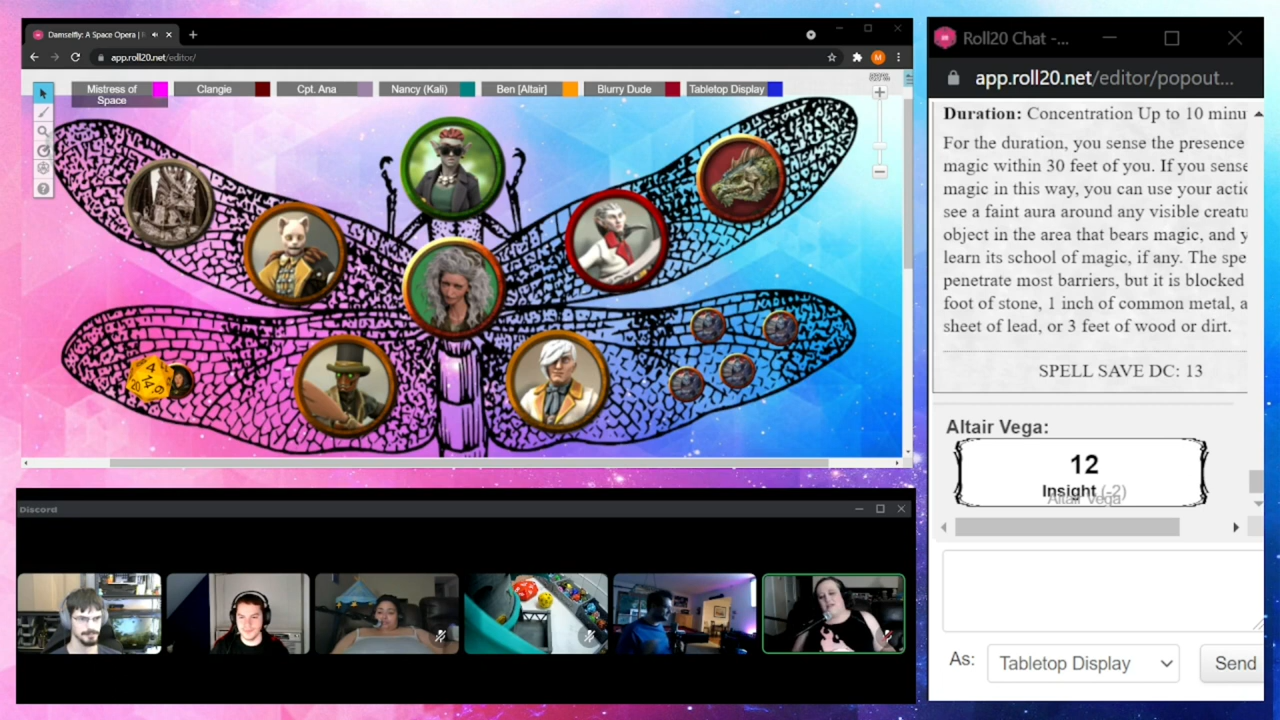 Damselfly: A Space Opera |
app.roll20.net/editor/
Mistress of
Space
Clangie
Cpt. Ana
Nancy (Kali)
Ben [Altair]
Blurry Dude
Tabletop Display
M
Roll20 Chat -...
app.roll20.net/editor/popout...
Duration: Concentration Up to 10 minu
For the duration, you sense the presence
magic within 30 feet of you. If you sense
magic in this way, you can use your actio
see a faint aura around any visible creatu
object in the area that bears magic, and y
learn its school of magic, if any. The spe
penetrate most barriers, but it is blocked
foot of stone, 1 inch of common metal, a
sheet of lead, or 3 feet of wood or dirt.
SPELL SAVE DC: 13
Altair Vega:
12
Insight (-2)
Altair Vega
As:
Tabletop Display
Send
Discord